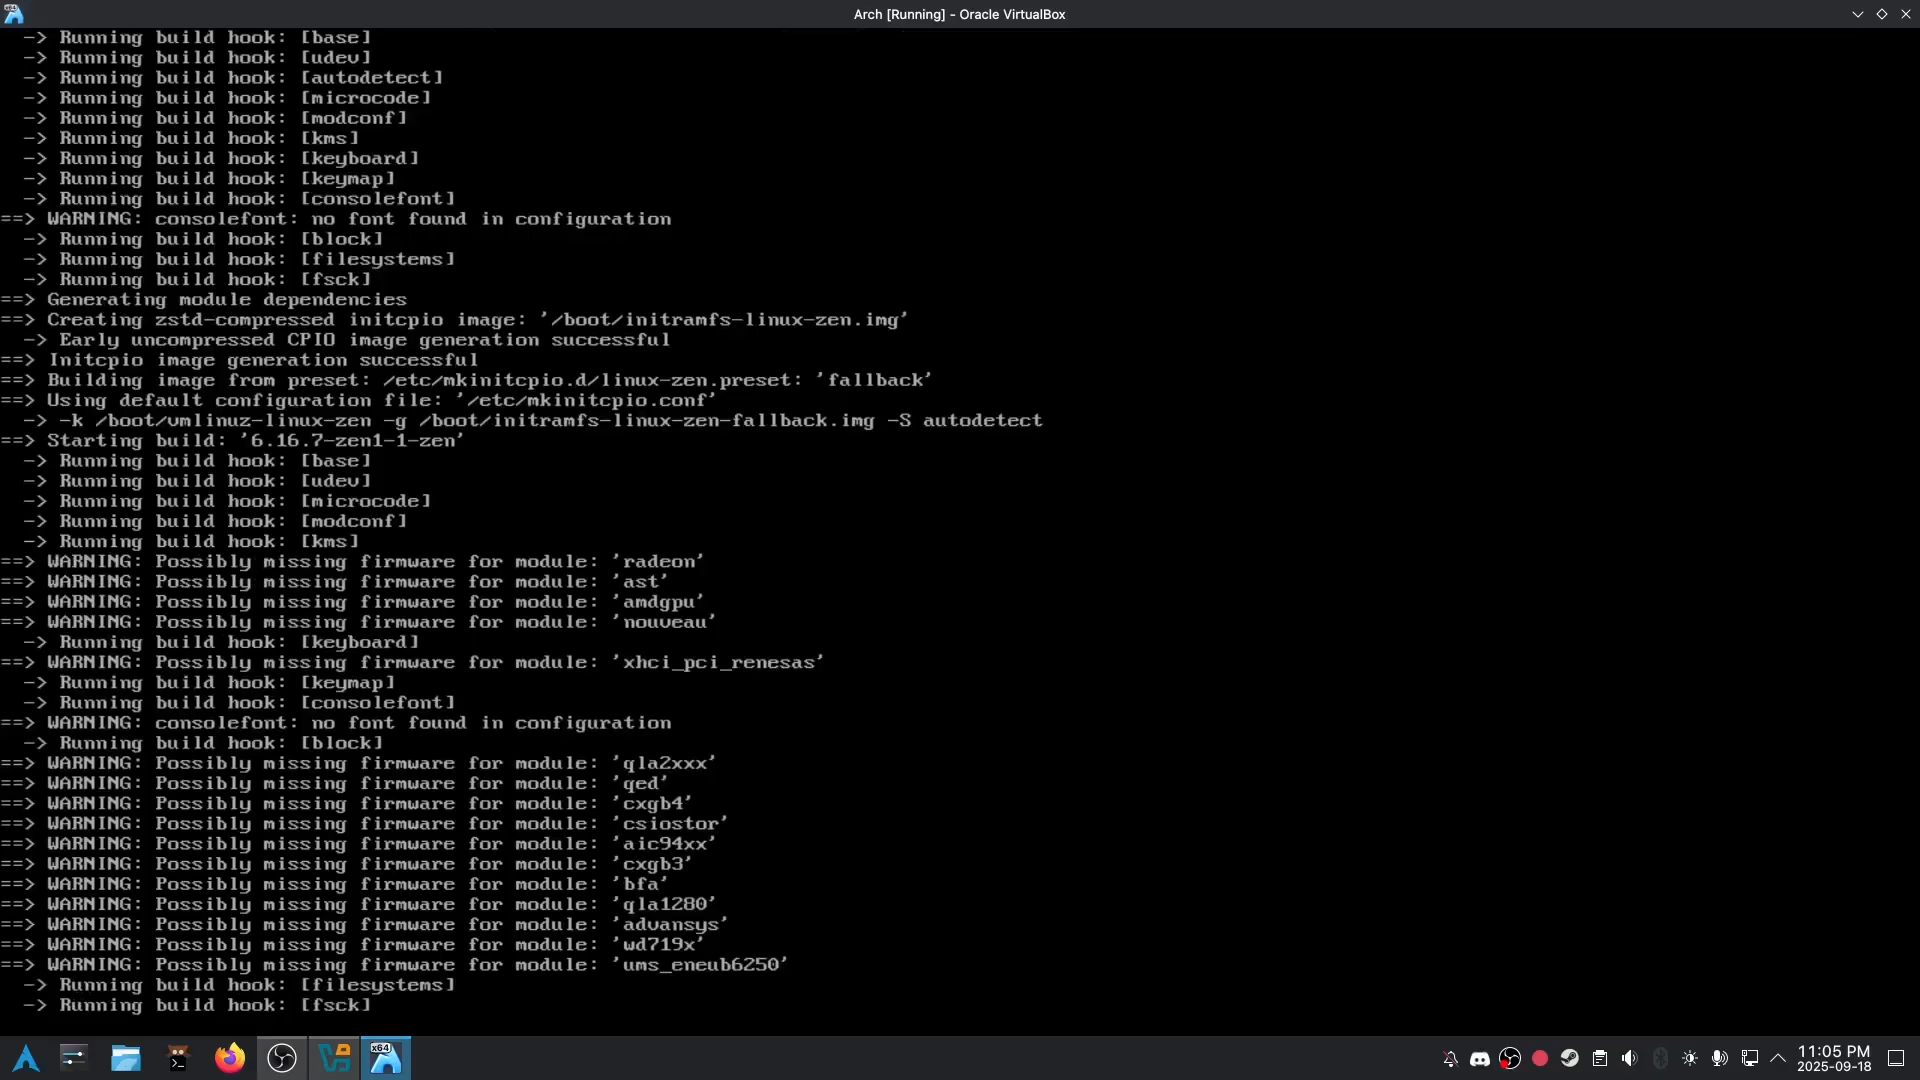 Arch [Running] - Oracle VirtualBox
-> Running build hook: [base]
-> Running build hook: [udev]
-> Running build hook: [autodetect]
-> Running build hook: [microcode]
-> Running build hook: [modconf]
-> Running build hook: [kms]
-> Running build hook: [keyboard]
-> Running build hook: [keymap]
-> Running build hook: [consolefont]
==> WARNING: consolefont: no font found in configuration
-> Running build hook: [block]
-> Running build hook: [filesystems]
-> Running build hook: [fsck]
==> Generating module dependencies
==> Creating zstd-compressed initcpio image: '/boot/initramfs-linux-zen.img'
-> Early uncompressed CPIO image generation successful
==> Initcpio image generation successful
==> Building image from preset: /etc/mkinitcpio.d/linux-zen.preset: 'fallback'
==> Using default configuration file: '/etc/mkinitcpio.conf'
-> -k /boot/vmlinuz-linux-zen -g /boot/initramfs-linux-zen-fallback.img -S autodetect
==> Starting build: '6.16.7-zen1-1-zen'
-> Running build hook: [base]
-> Running build hook: [udev]
-> Running build hook: [microcode]
-> Running build hook: [modconf]
-> Running build hook: [kms]
==> WARNING: Possibly missing firmware for module: 'radeon'
==> WARNING: Possibly missing firmware for module: 'ast'
==> WARNING: Possibly missing firmware for module: 'amdgpu'
==> WARNING: Possibly missing firmware for module: 'nouveau'
-> Running build hook: [keyboard]
==> WARNING: Possibly missing firmware for module: 'xhci_pci_renesas'
-> Running build hook: [keymap]
-> Running build hook: [consolefont]
==> WARNING: consolefont: no font found in configuration
-> Running build hook: [block]
==> WARNING: Possibly missing firmware for module: 'qla2xxx'
==> WARNING: Possibly missing firmware for module: 'qed'
==> WARNING: Possibly missing firmware for module: 'cxgb4'
==> WARNING: Possibly missing firmware for module: 'csiostor'
==> WARNING: Possibly missing firmware for module: 'aic94xx'
==> WARNING: Possibly missing firmware for module: 'cxgb3'
==> WARNING: Possibly missing firmware for module: 'bfa'
==> WARNING: Possibly missing firmware for module: 'qla1280'
==> WARNING: Possibly missing firmware for module: 'advansys'
==> WARNING: Possibly missing firmware for module: 'wd719x'
==> WARNING: Possibly missing firmware for module: 'ums_eneub6250'
-> Running build hook: [filesystems]
-> Running build hook: [fsck]
x64
11:05 PM
2025-09-18